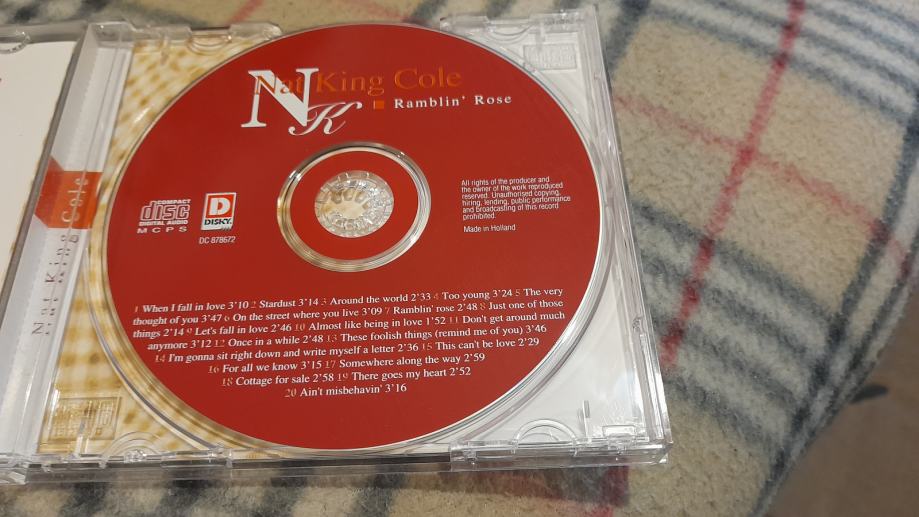 Nat King Cole
NK
Ramblin' Rose
COMPACT
disc
DIGITAL AUDIO
MCPS
D
DISKY
DC 878672
All rights of the producer and
the owner of the work reproduced
reserved. Unauthorised copying,
hiring, lending, public performance
and broadcasting of this record
prohibited.
Made in Holland
1 When I fall in love 3'10 2 Stardust 3'14 3 Around the world 2'33 4 Too young 3'24 5 The very
thought of you 3'47 6 On the street where you live 3'09 7 Ramblin' rose 2'48 8 Just one of those
things 2'14 9 Let's fall in love 2'46 10 Almost like being in love 1'52 11 Don't get around much
anymore 3'12 12 Once in a while 2'48 13 These foolish things (remind me of you) 3'46
14 I'm gonna sit right down and write myself a letter 2'36 15 This can't be love 2'29
16 For all we know 3'15 17 Somewhere along the way 2'59
18 Cottage for sale 2'58 19 There goes my heart 2'52
20 Ain't misbehavin' 3'16
Nat King Cole